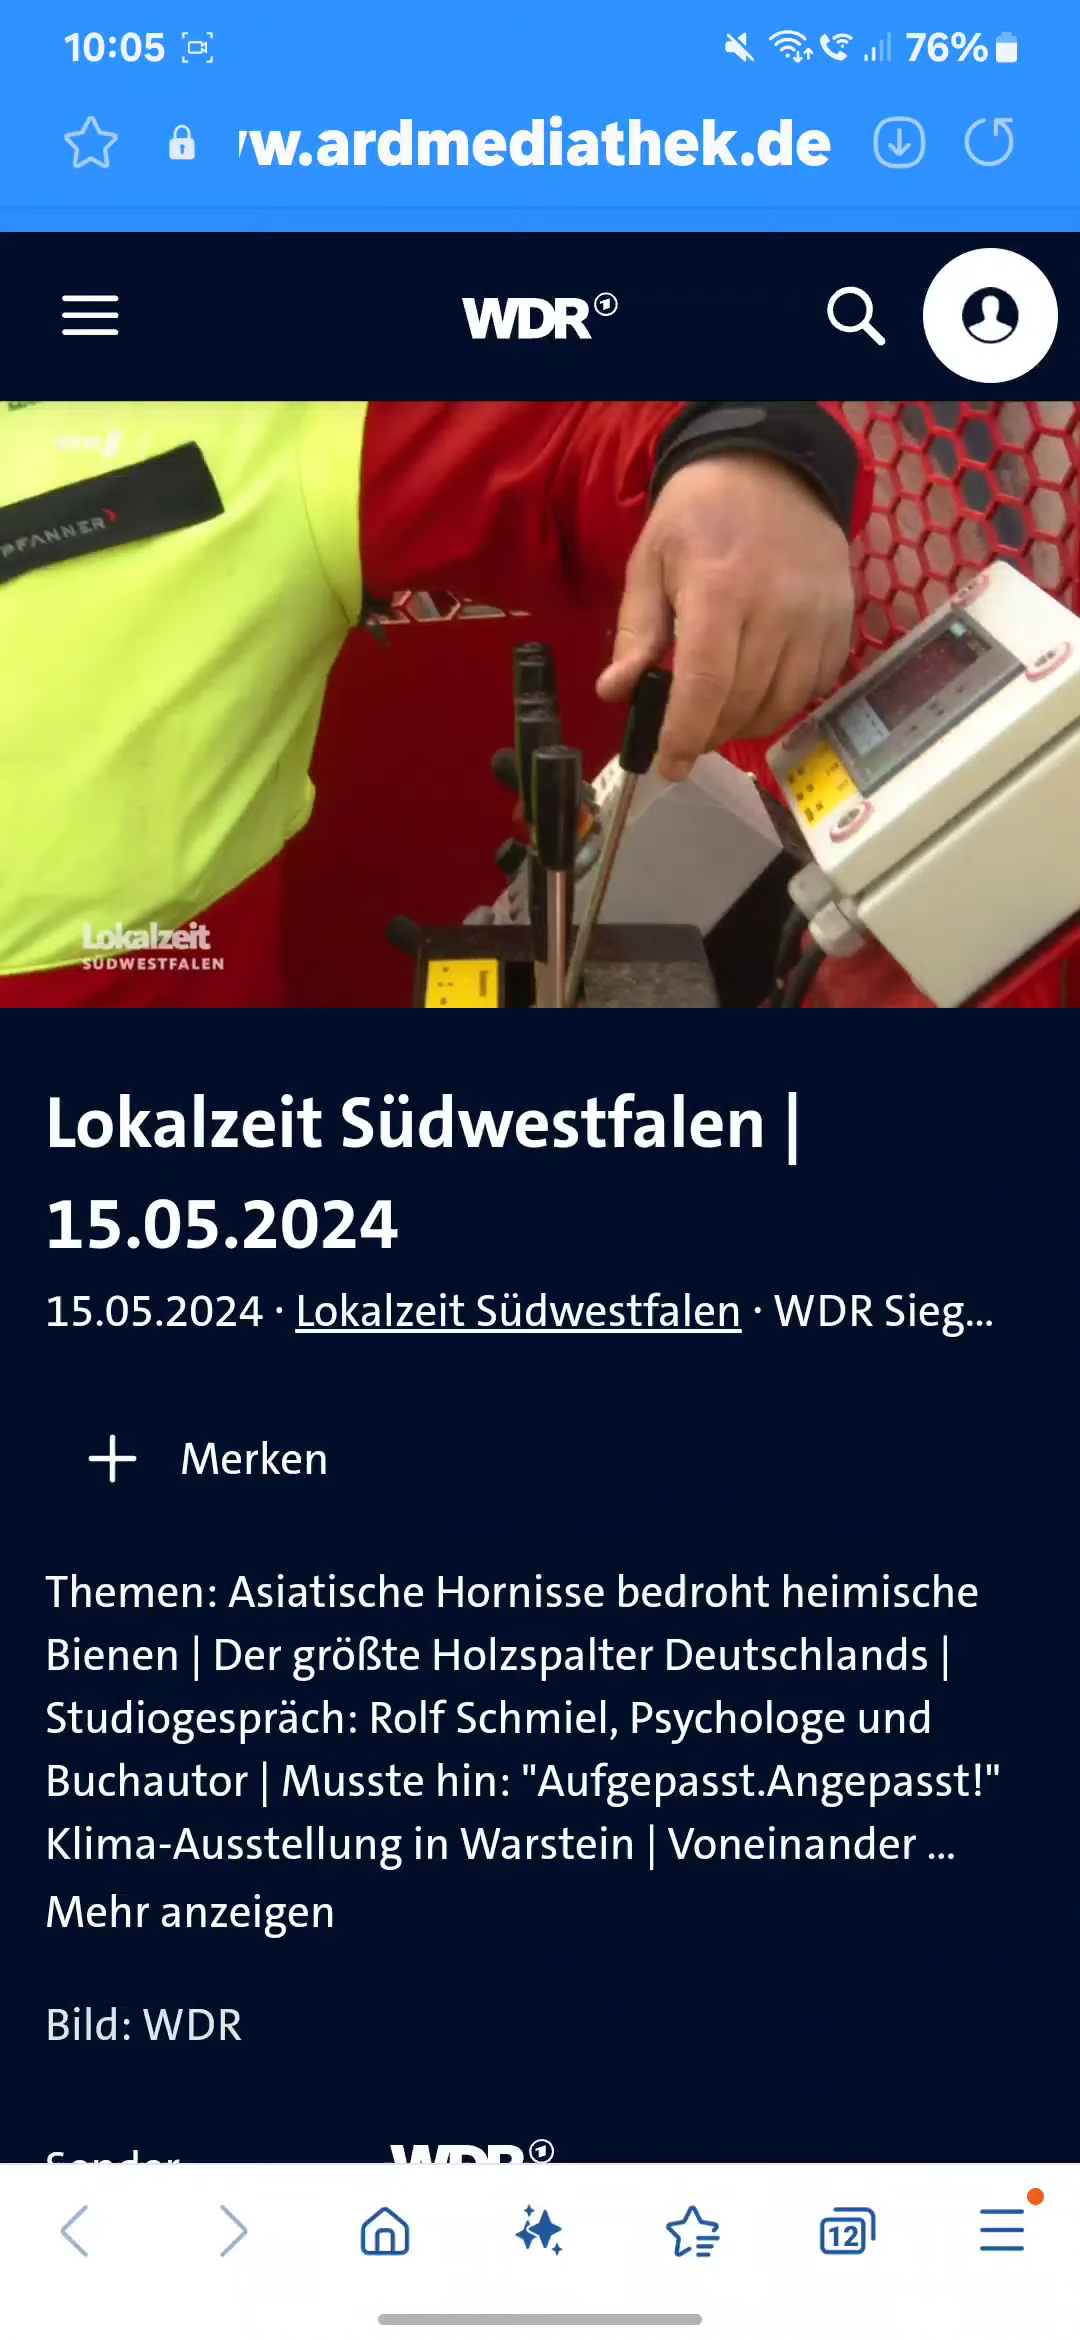 10:05
76%
w.ardmediathek.de
WDR
PFANNER
Lokalzeit
SÜDWESTFALEN
Lokalzeit Südwestfalen |
15.05.2024
15.05.2024 · Lokalzeit Südwestfalen · WDR Sieg...
Merken
Themen: Asiatische Hornisse bedroht heimische
Bienen | Der größte Holzspalter Deutschlands |
Studiogespräch: Rolf Schmiel, Psychologe und
Buchautor | Musste hin: "Aufgepasst.Angepasst!"
Klima-Ausstellung in Warstein | Voneinander ...
Mehr anzeigen
Bild: WDR
Sender
WDR
12